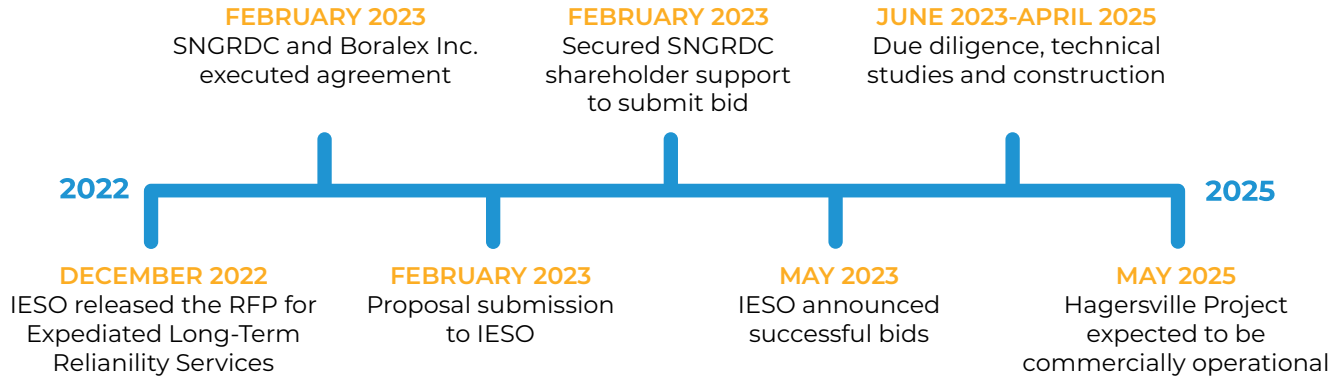 FEBRUARY 2023
SNGRDC and Boralex Inc.
executed agreement
FEBRUARY 2023
Secured SNGRDC
shareholder support
to submit bid
JUNE 2023-APRIL 2025
Due diligence, technical
studies and construction
2022
2025
DECEMBER 2022
IESO released the RFP for
Expediated Long-Term
Relianility Services
FEBRUARY 2023
Proposal submission
to IESO
MAY 2023
IESO announced
successful bids
MAY 2025
Hagersville Project
expected to be
commercially operational